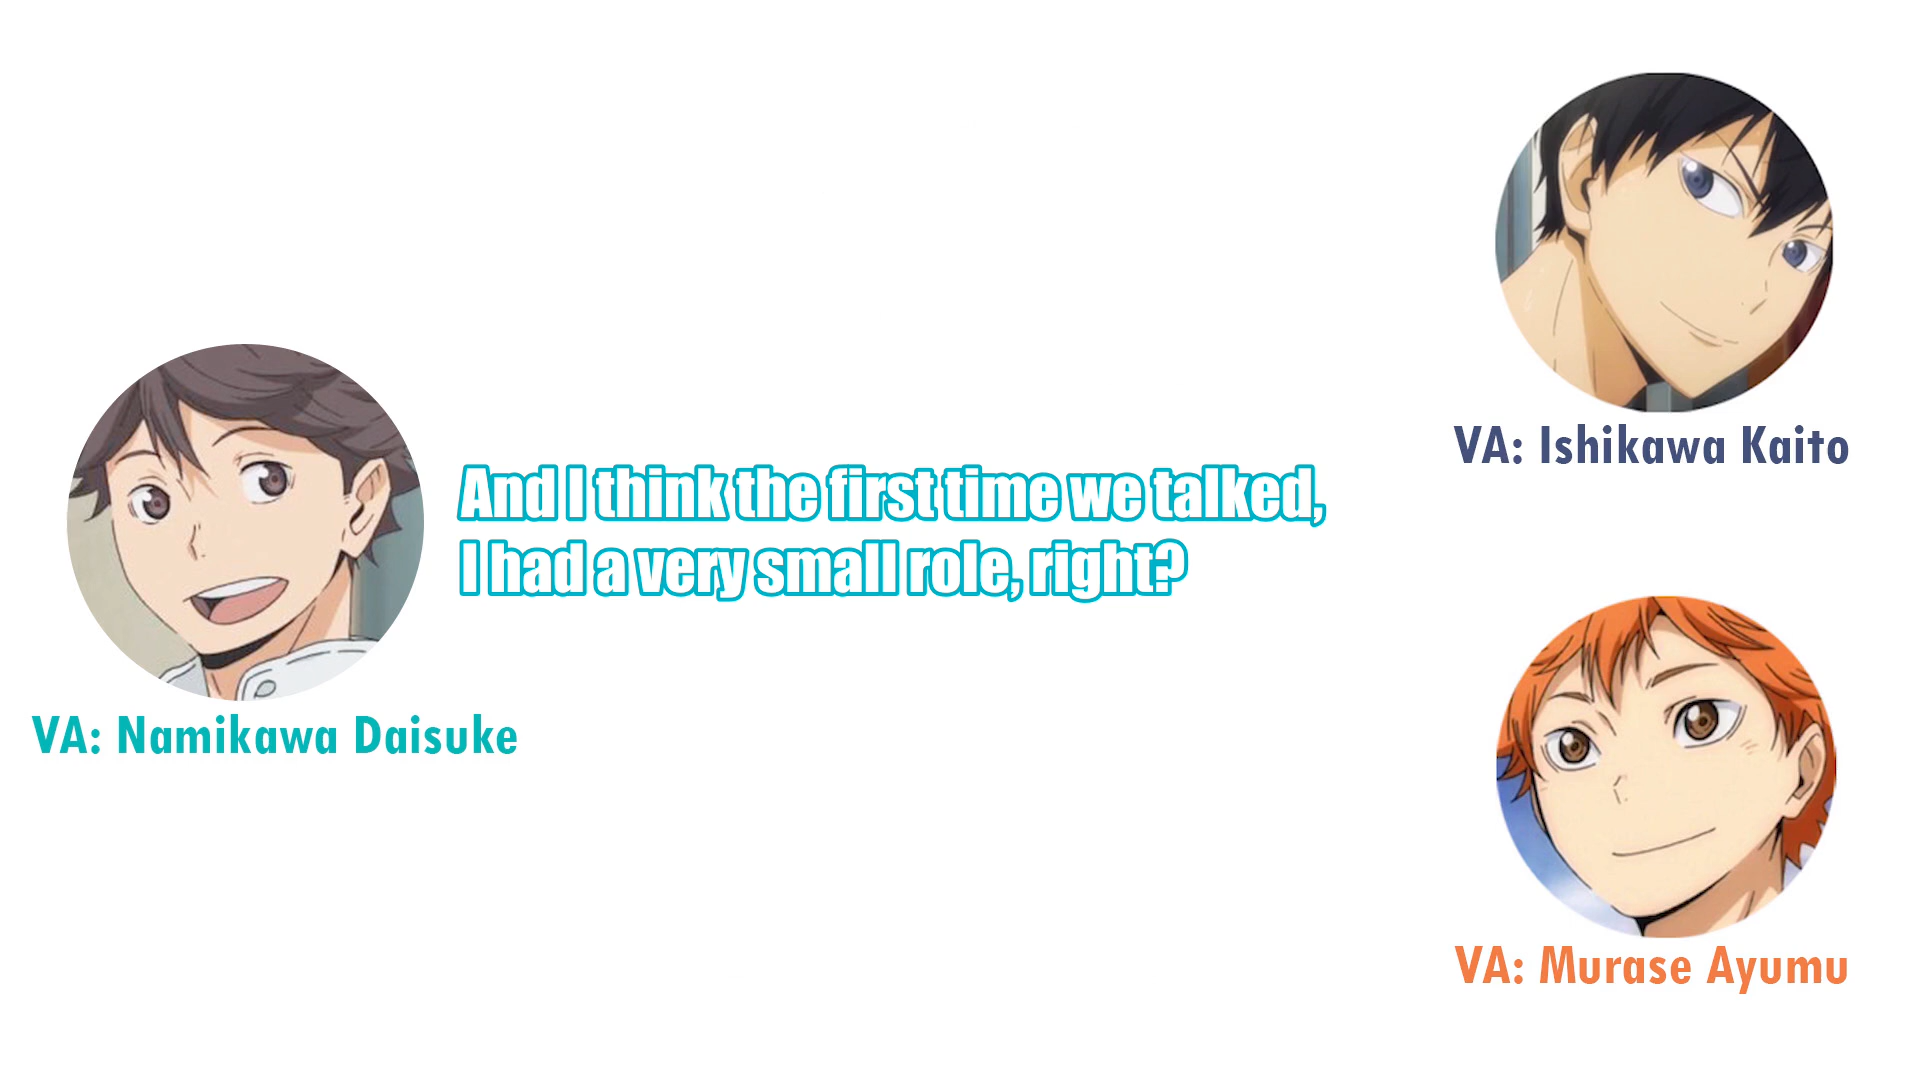 VA: Ishikawa Kaito
And I think the first time we talked,
I had a very small role, right?
VA: Namikawa Daisuke
VA: Murase Ayumu